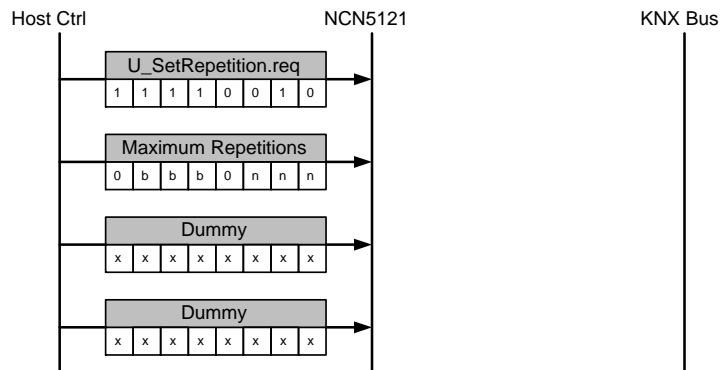 Host Ctrl NCN5121 KNX Bus
U_SetRepetition.req
1 1 1 1 0 0 1 0
Maximum Repetitions
0 b b b 0 n n n
Dummy
x x x x x x x x
Dummy
x x x x x x x x